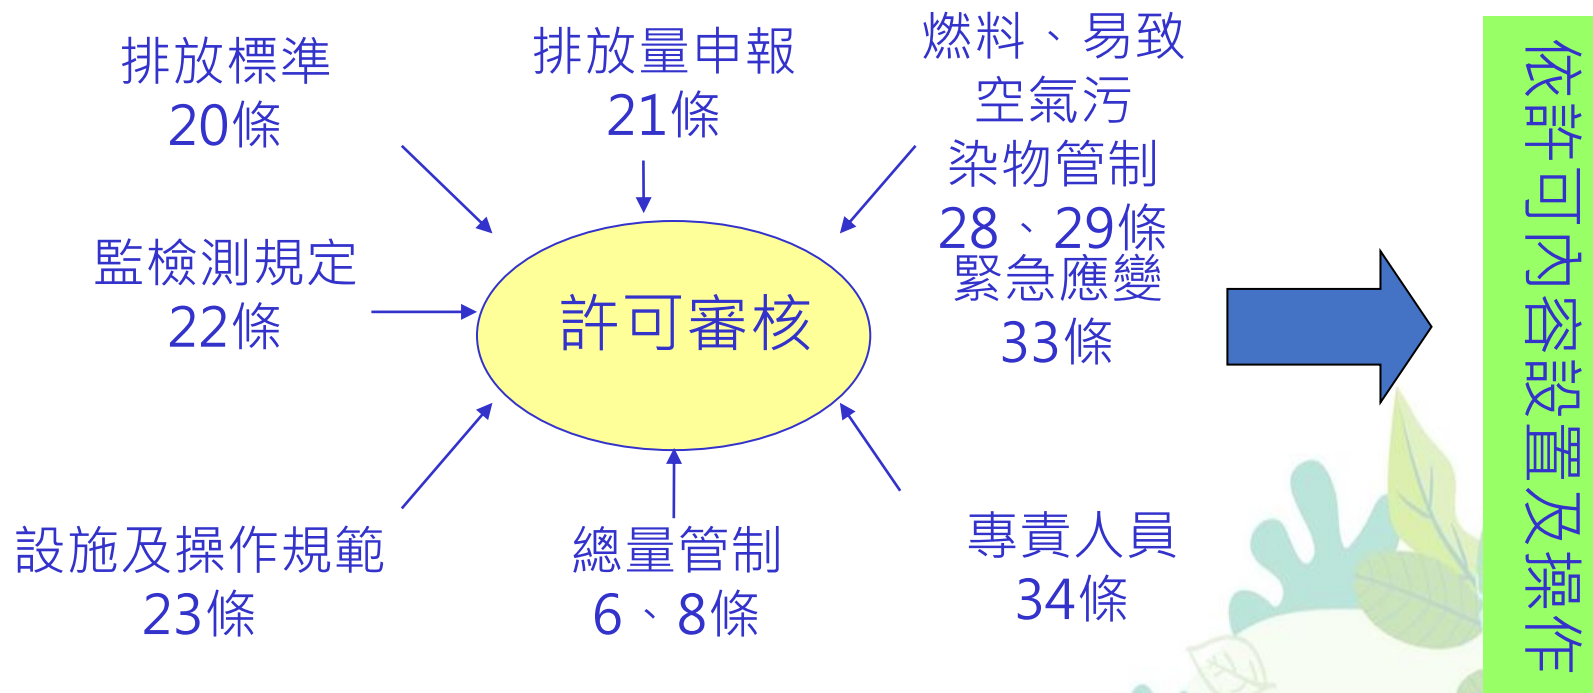 排放標準
20條
排放量申報
21條
燃料、易致
空氣污
染物管制
28、29條
緊急應變
33條
監檢測規定
22條
許可審核
設施及操作規範
23條
總量管制
6、8條
專責人員
34條
依許可內容設置及操作